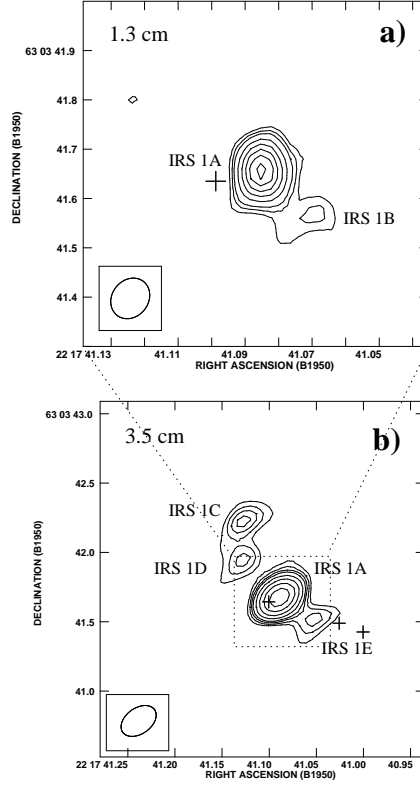 1.3 cm
a)
63 03 41.9
41.8
41.7
41.6
41.5
41.4
DECLINATION (B1950)
IRS 1A
IRS 1B
22 17 41.13
41.11
41.09
41.07
41.05
RIGHT ASCENSION (B1950)
63 03 43.0
42.5
42.0
41.5
41.0
DECLINATION (B1950)
3.5 cm
b)
IRS 1C
IRS 1D
IRS 1A
IRS 1E
22 17 41.25
41.20
41.15
41.10
41.05
41.00
40.95
RIGHT ASCENSION (B1950)